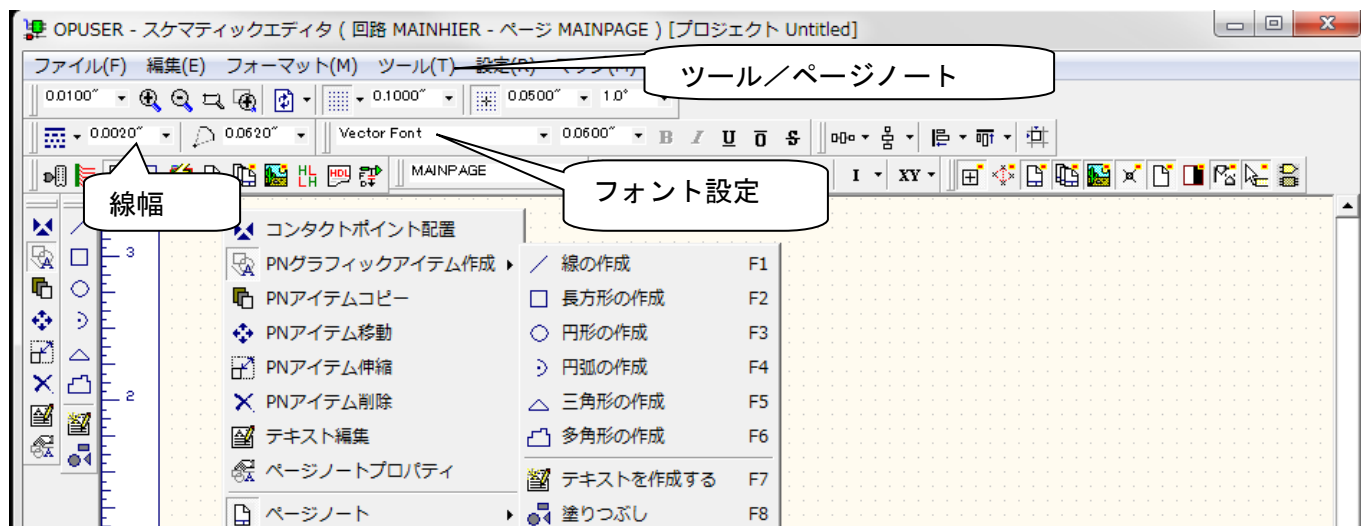 OPUSER - スケマティックエディタ ( 回路 MAINHIER - ページ MAINPAGE ) [プロジェクト Untitled]
ファイル(F) 編集(E) フォーマット(M) ツール(T) 設定(R)
ツール／ページノート
0.0100" 0.1000" 0.0500" 1.0°
0.0020" 0.0620" Vector Font 0.0600" B I U O S
HL LH HDL MAINPAGE I XY
線幅
フォント設定
コンタクトポイント配置
3
PNグラフィックアイテム作成 線の作成 F1
PNアイテムコピー 長方形の作成 F2
PNアイテム移動 円形の作成 F3
PNアイテム伸縮 円弧の作成 F4
2
PNアイテム削除 三角形の作成 F5
テキスト編集 多角形の作成 F6
ページノートプロパティ テキストを作成する F7
ページノート 塗りつぶし F8